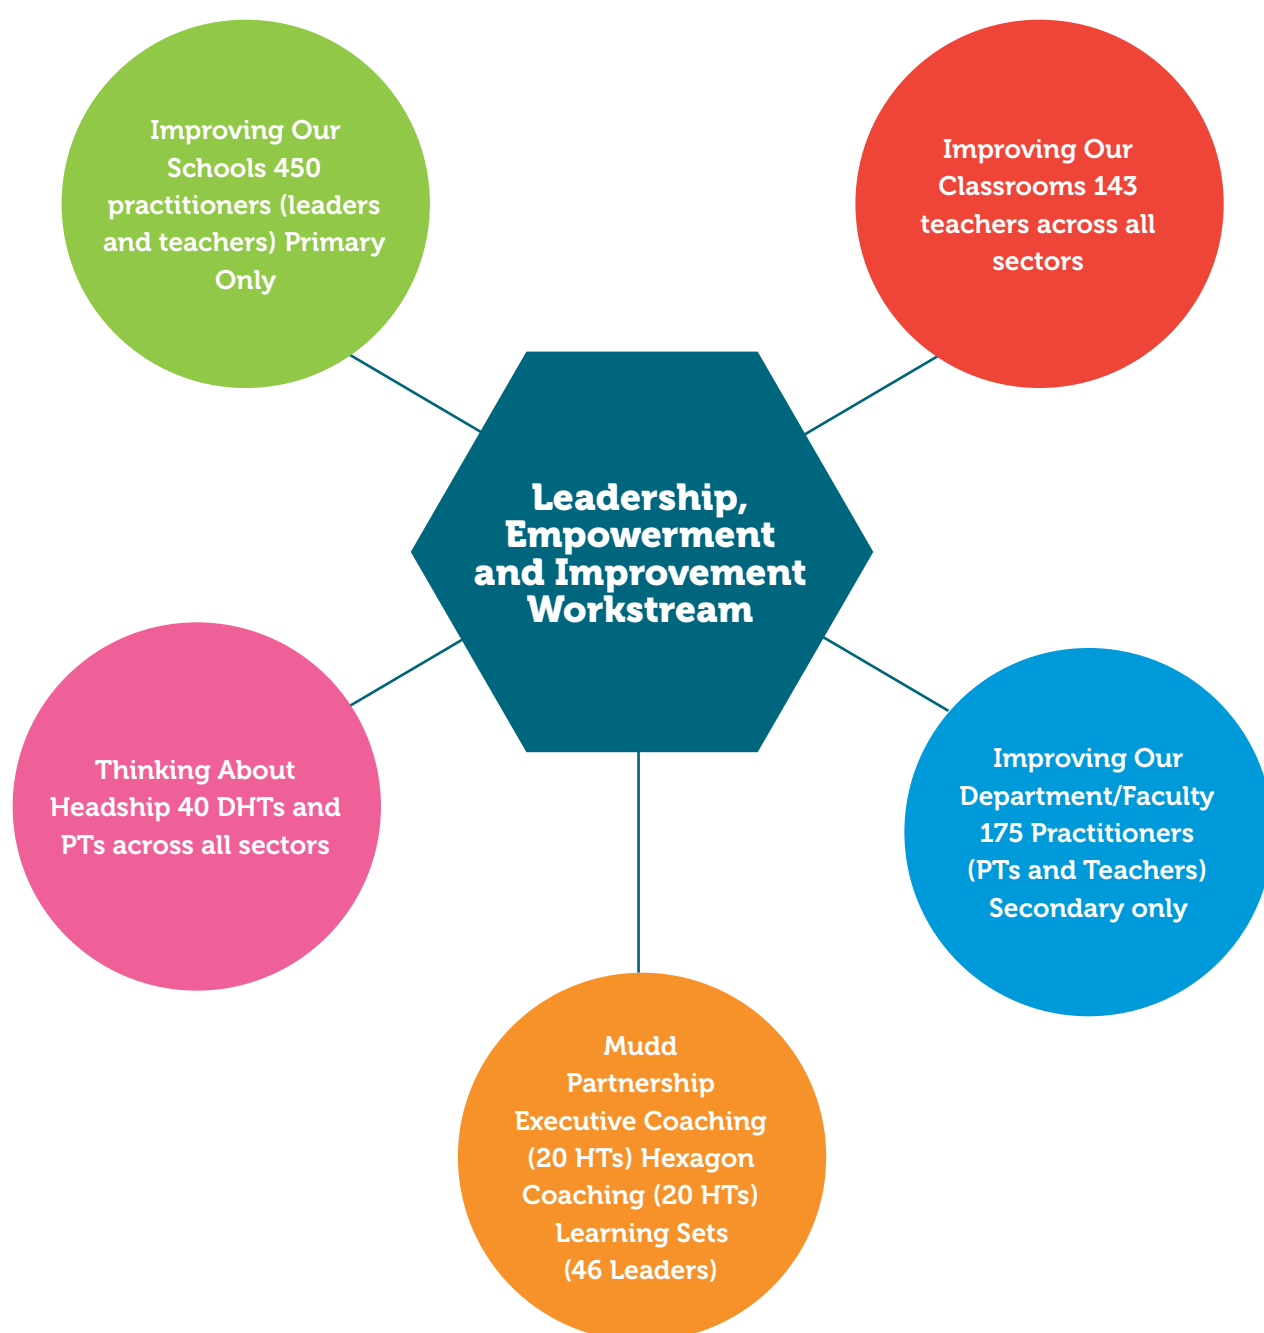 Improving Our
Schools 450
practitioners (leaders
and teachers) Primary
Only
Improving Our
Classrooms 143
teachers across all
sectors
Leadership,
Empowerment
and Improvement
Workstream
Thinking About
Headship 40 DHTs and
PTs across all sectors
Improving Our
Department/Faculty
175 Practitioners
(PTs and Teachers)
Secondary only
Mudd
Partnership
Executive Coaching
(20 HTs) Hexagon
Coaching (20 HTs)
Learning Sets
(46 Leaders)